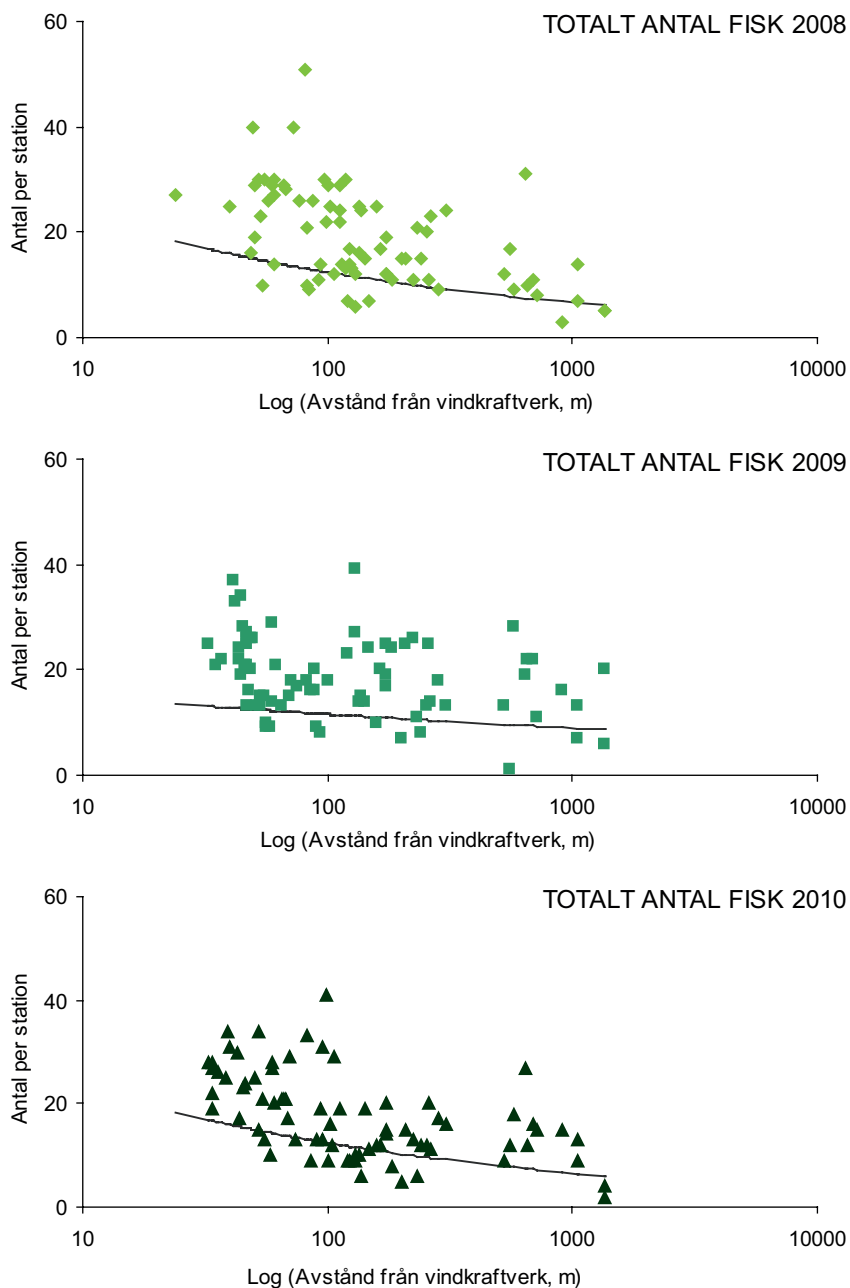 TOTALT ANTAL FISK 2008
60
40
20
0
Antal per station
10
100
1000
10000
Log (Avstånd från vindkraftverk, m)
TOTALT ANTAL FISK 2009
60
40
20
0
Antal per station
10
100
1000
10000
Log (Avstånd från vindkraftverk, m)
TOTALT ANTAL FISK 2010
60
40
20
0
Antal per station
10
100
1000
10000
Log (Avstånd från vindkraftverk, m)